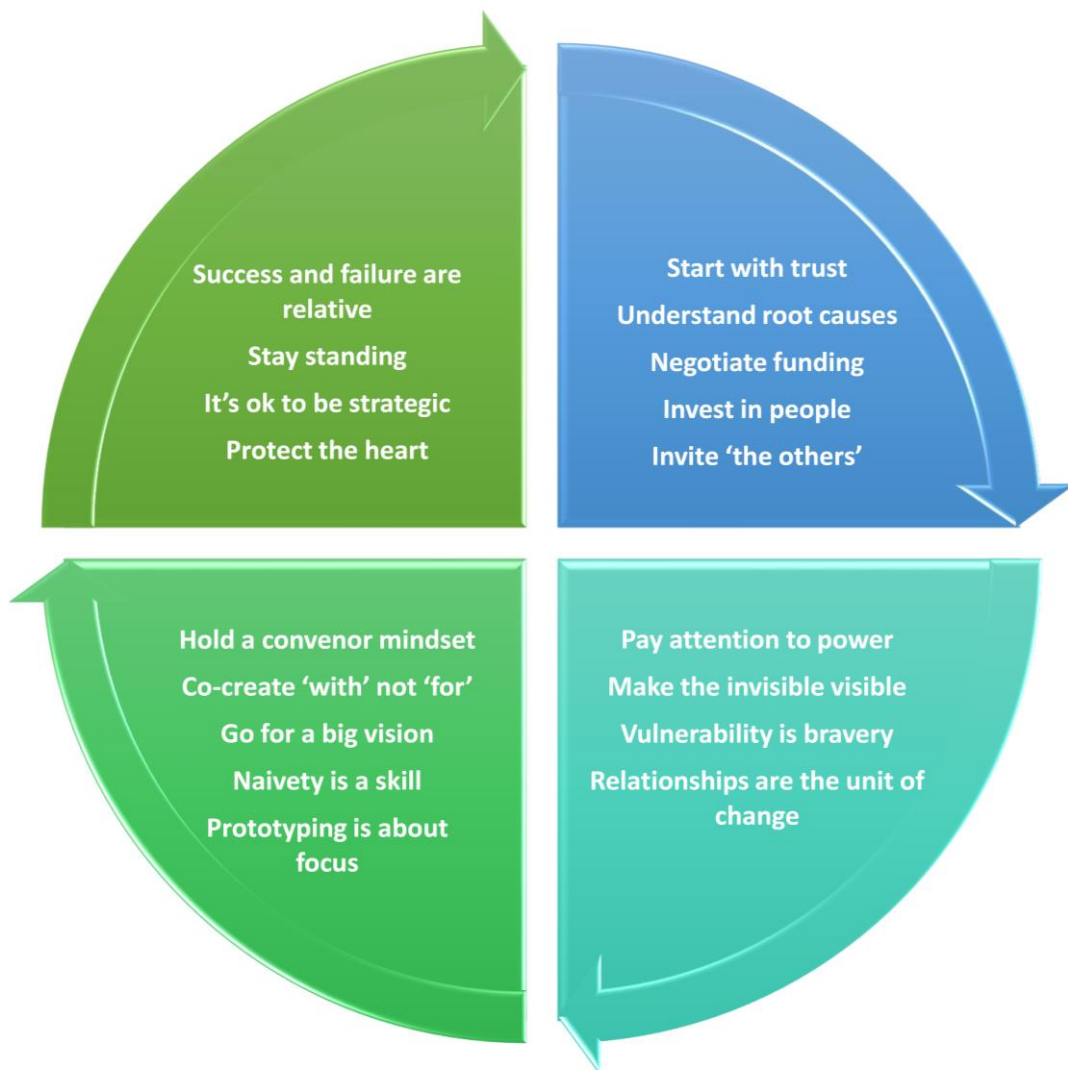 Start with trust
Understand root causes
Negotiate funding
Invest in people
Invite ‘the others’
Pay attention to power
Make the invisible visible
Vulnerability is bravery
Relationships are the unit of
change
Hold a convenor mindset
Co-create ‘with’ not ‘for’
Go for a big vision
Naivety is a skill
Prototyping is about
focus
Success and failure are
relative
Stay standing
It’s ok to be strategic
Protect the heart